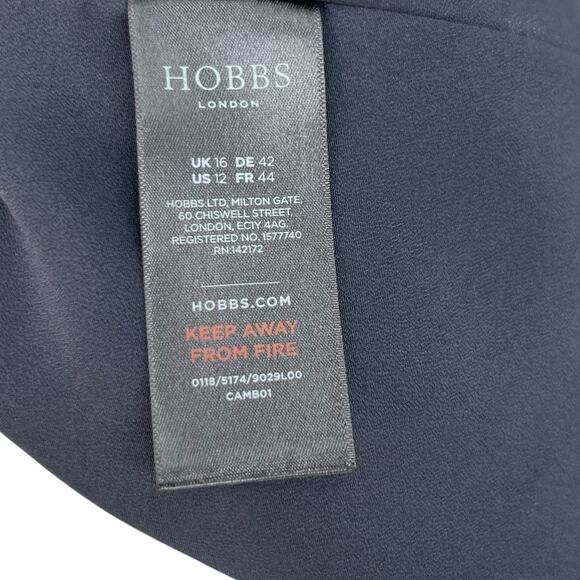 HOBBS
LONDON
UK 16 DE 42
US 12 FR 44
HOBBS LTD, MILTON GATE,
60 CHISWELL STREET,
LONDON, EC1Y 4AG.
REGISTERED NO. 1577740
RN:142172
HOBBS.COM
KEEP AWAY
FROM FIRE
0118/5174/9029L00
CAMB01